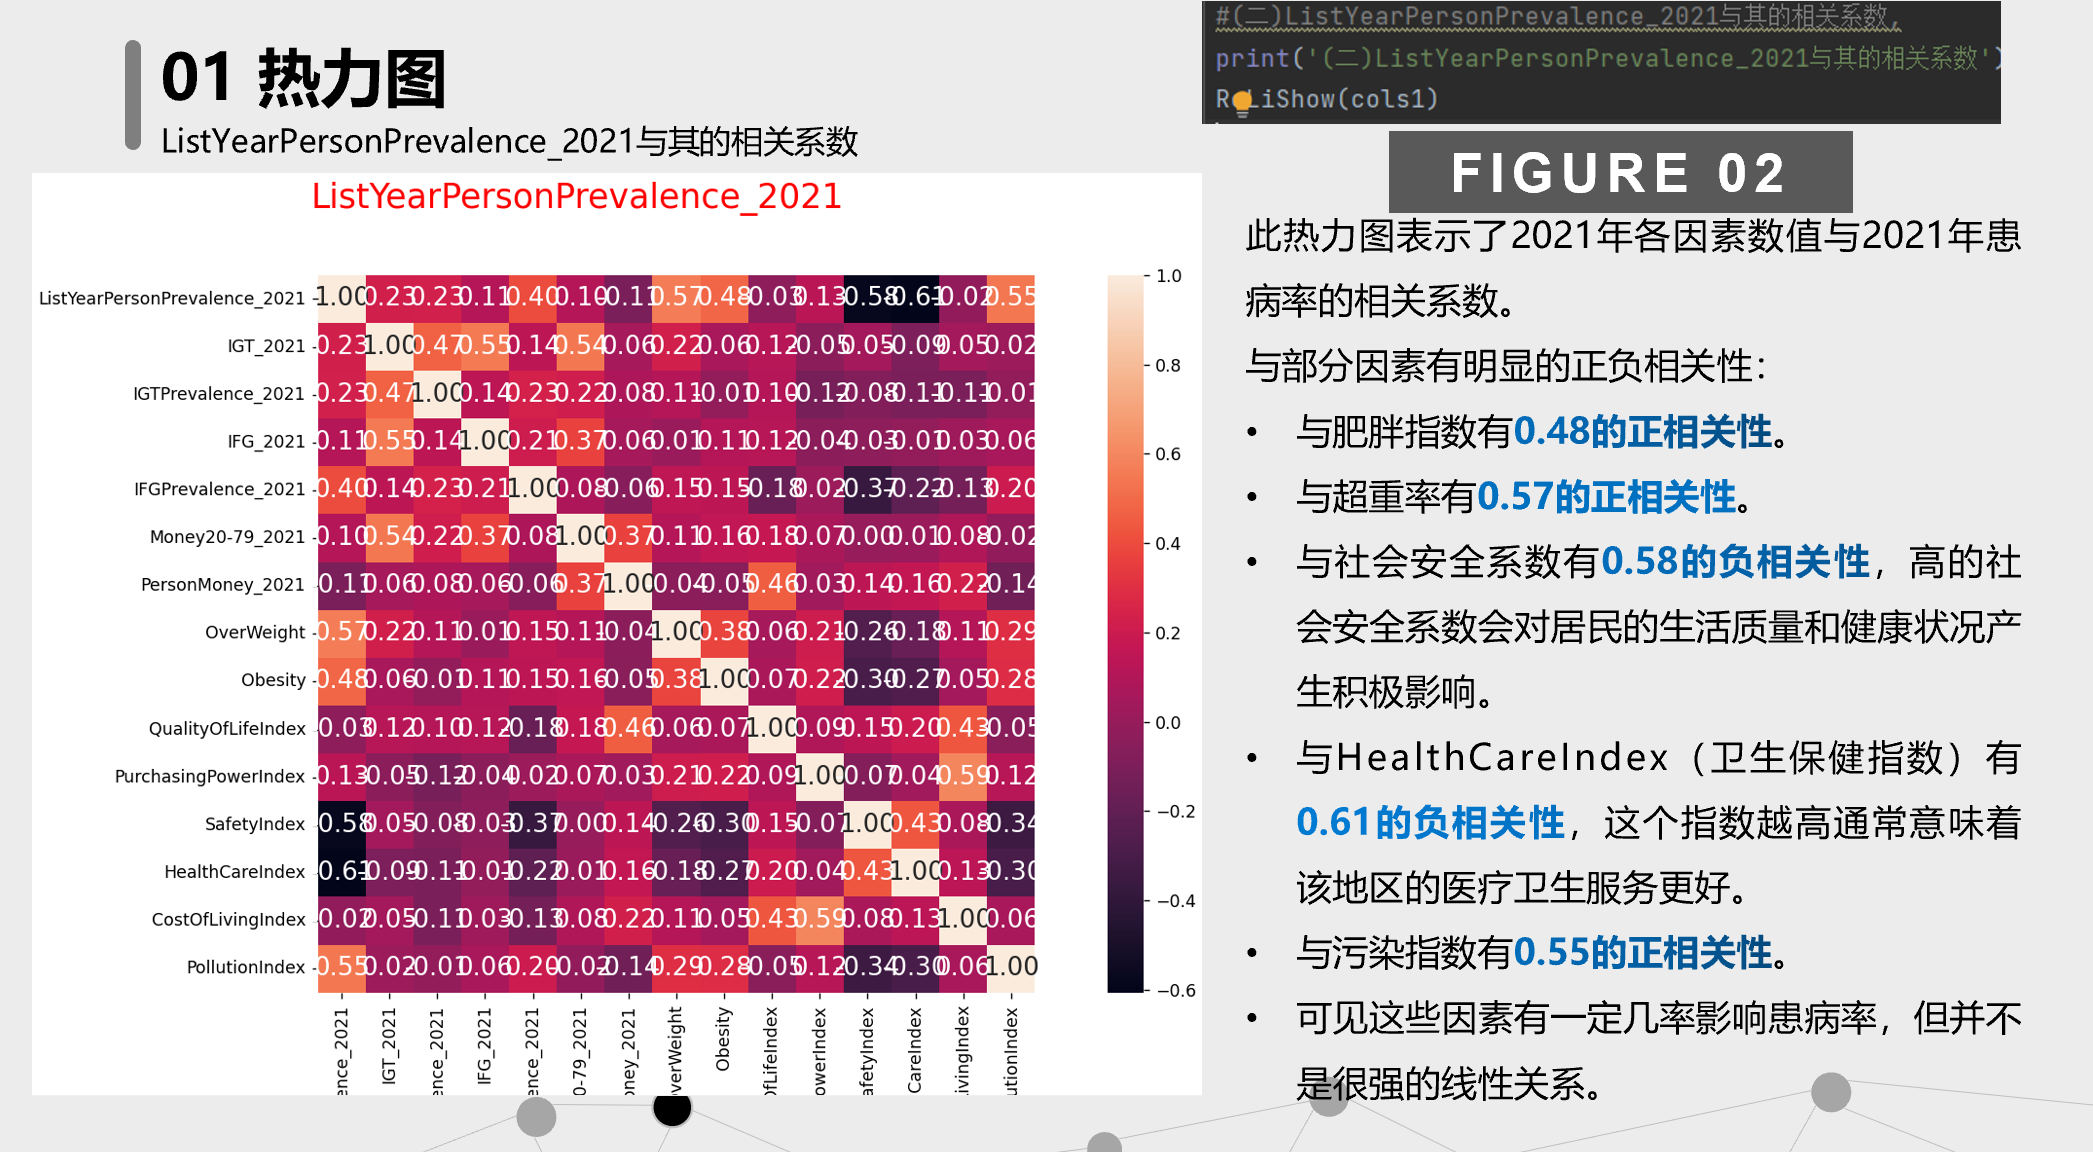 01 热力图
ListYearPersonPrevalence_2021与其的相关系数
#(二)ListYearPersonPrevalence_2021与其的相关系数,
print('(二)ListYearPersonPrevalence_2021与其的相关系数')
LiShow(cols1)
FIGURE 02
ListYearPersonPrevalence_2021
ListYearPersonPrevalence_2021 1.00 0.23 0.23 0.11 0.40 0.10 -0.11 0.57 0.48 -0.03 0.13 -0.58 -0.61 -0.02 0.55
IGT_2021 0.23 1.00 0.47 0.55 0.14 0.54 0.06 0.22 0.06 0.12 -0.05 0.05 -0.09 0.05 0.02
IGTPrevalence_2021 0.23 0.47 1.00 0.14 0.23 0.22 0.08 0.11 -0.01 0.10 -0.12 -0.08 -0.11 -0.11 -0.01
IFG_2021 0.11 0.55 0.14 1.00 0.21 0.37 0.06 0.01 0.11 0.12 -0.04 -0.03 -0.01 0.03 0.06
IFGPrevalence_2021 0.40 0.14 0.23 0.21 1.00 0.08 -0.06 0.15 0.15 -0.18 0.02 -0.37 -0.22 -0.13 0.20
Money20-79_2021 0.10 0.54 0.22 0.37 0.08 1.00 0.37 0.11 0.16 0.18 0.07 0.00 0.01 0.08 -0.02
PersonMoney_2021 -0.11 0.06 0.08 0.06 -0.06 0.37 1.00 -0.04 -0.05 0.46 0.03 0.14 0.16 0.22 -0.14
OverWeight 0.57 0.22 0.11 0.01 0.15 0.11 -0.04 1.00 0.38 0.06 0.21 -0.26 -0.18 0.11 0.29
Obesity 0.48 0.06 -0.01 0.11 0.15 0.16 -0.05 0.38 1.00 0.07 0.22 -0.30 -0.27 0.05 0.28
QualityOfLifeIndex -0.03 0.12 0.10 0.12 -0.18 0.18 0.46 0.06 0.07 1.00 0.09 0.15 0.20 0.43 -0.05
PurchasingPowerIndex 0.13 -0.05 -0.12 -0.04 0.02 0.07 0.03 0.21 0.22 0.09 1.00 -0.07 0.04 0.59 0.12
SafetyIndex -0.58 0.05 -0.08 -0.03 -0.37 0.00 0.14 -0.26 -0.30 0.15 -0.07 1.00 0.43 0.08 -0.34
HealthCareIndex -0.61 -0.09 -0.11 -0.01 -0.22 0.01 0.16 -0.18 -0.27 0.20 0.04 0.43 1.00 0.13 -0.30
CostOfLivingIndex -0.02 0.05 -0.11 0.03 -0.13 0.08 0.22 0.11 0.05 0.43 0.59 0.08 0.13 1.00 0.06
PollutionIndex 0.55 0.02 -0.01 0.06 0.20 -0.02 -0.14 0.29 0.28 -0.05 0.12 -0.34 -0.30 0.06 1.00
ence_2021
IGT_2021
ence_2021
IFG_2021
ence_2021
0-79_2021
oney_2021
verWeight
Obesity
ofLifeIndex
owerIndex
afetyIndex
CareIndex
ivingIndex
utionIndex
1.0
0.8
0.6
0.4
0.2
0.0
−0.2
−0.4
−0.6
此热力图表示了2021年各因素数值与2021年患
病率的相关系数。
与部分因素有明显的正负相关性：
• 与肥胖指数有0.48的正相关性。
• 与超重率有0.57的正相关性。
• 与社会安全系数有0.58的负相关性，高的社
会安全系数会对居民的生活质量和健康状况产
生积极影响。
• 与HealthCareIndex（卫生保健指数）有
0.61的负相关性，这个指数越高通常意味着
该地区的医疗卫生服务更好。
• 与污染指数有0.55的正相关性。
• 可见这些因素有一定几率影响患病率，但并不
是很强的线性关系。